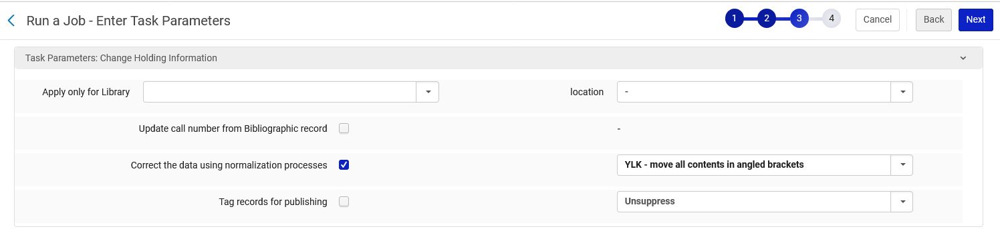 Run a Job - Enter Task Parameters
1 2 3 4 Cancel Back Next
Task Parameters: Change Holding Information
Apply only for Library location -
Update call number from Bibliographic record -
Correct the data using normalization processes YLK - move all contents in angled brackets
Tag records for publishing Unsuppress